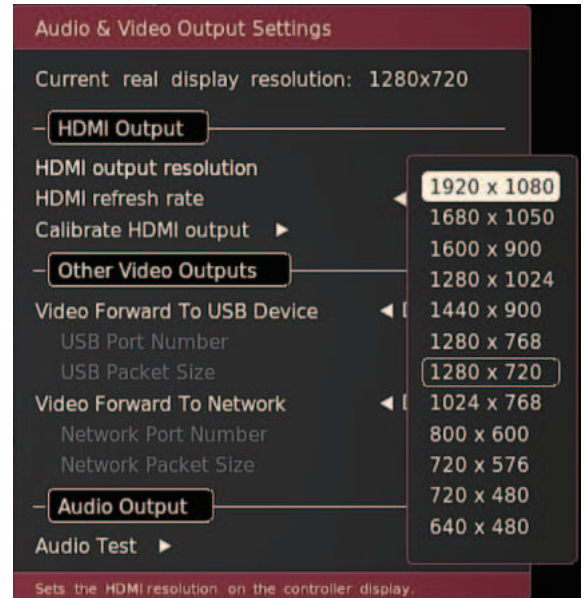 Audio & Video Output Settings
Current real display resolution: 1280x720
HDMI Output
HDMI output resolution
HDMI refresh rate
Calibrate HDMI output
Other Video Outputs
Video Forward To USB Device
USB Port Number
USB Packet Size
Video Forward To Network
Network Port Number
Network Packet Size
Audio Output
Audio Test
1920 x 1080
1680 x 1050
1600 x 900
1280 x 1024
1440 x 900
1280 x 768
1280 x 720
1024 x 768
800 x 600
720 x 576
720 x 480
640 x 480
Sets the HDMI resolution on the controller display.